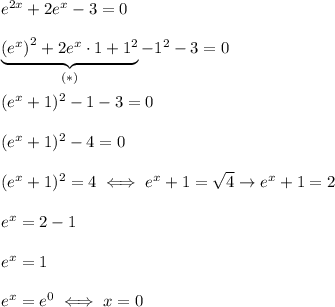 e^{2x} + 2e^x − 3 = 0
(e^x)^2 + 2e^x · 1 + 1^2 − 1^2 − 3 = 0
(*)
(e^x + 1)^2 − 1 − 3 = 0
(e^x + 1)^2 − 4 = 0
(e^x + 1)^2 = 4 ⟺ e^x + 1 = √4 → e^x + 1 = 2
e^x = 2 − 1
e^x = 1
e^x = e^0 ⟺ x = 0